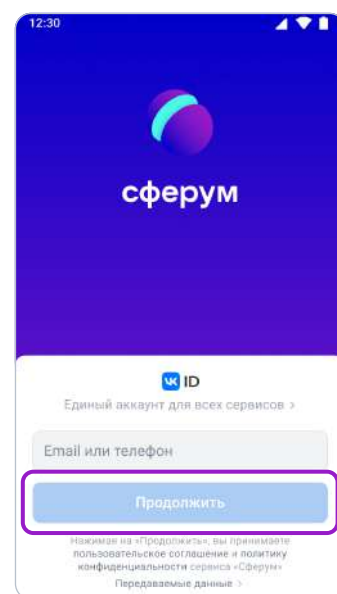 12:30
сферум
VK ID
Единый аккаунт для всех сервисов >
Email или телефон
Продолжить
Нажимая на «Продолжить», вы принимаете
пользовательское соглашение и политику
конфиденциальности сервиса «Сферум»
Передаваемые данные >